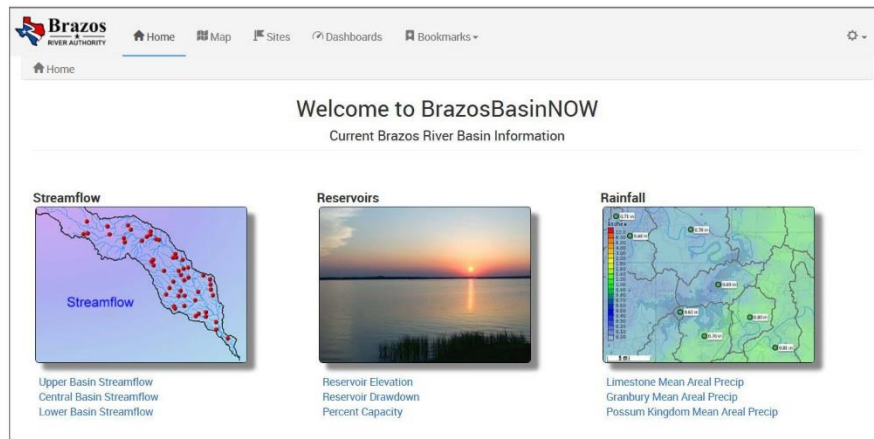 Brazos
RIVER AUTHORITY
Home
Map
Sites
Dashboards
Bookmarks
Home
Welcome to BrazosBasinNOW
Current Brazos River Basin Information
Streamflow
Streamflow
Upper Basin Streamflow
Central Basin Streamflow
Lower Basin Streamflow
Reservoirs
Reservoir Elevation
Reservoir Drawdown
Percent Capacity
Rainfall
Limestone Mean Areal Precip
Granbury Mean Areal Precip
Possum Kingdom Mean Areal Precip